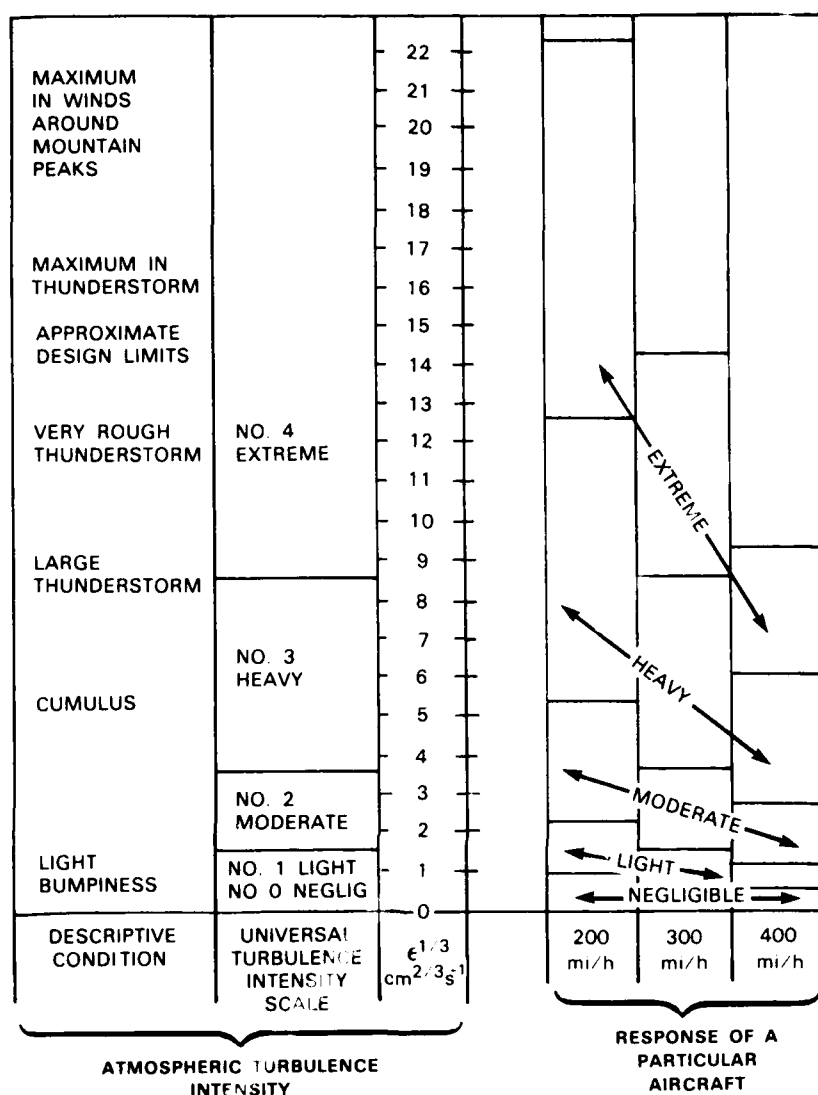 MAXIMUM
IN WINDS
AROUND
MOUNTAIN
PEAKS
MAXIMUM IN
THUNDERSTORM
APPROXIMATE
DESIGN LIMITS
VERY ROUGH
THUNDERSTORM
LARGE
THUNDERSTORM
CUMULUS
LIGHT
BUMPINESS
DESCRIPTIVE
CONDITION
NO. 4
EXTREME
NO. 3
HEAVY
NO. 2
MODERATE
NO. 1 LIGHT
NO 0 NEGLIG
UNIVERSAL
TURBULENCE
INTENSITY
SCALE
22
21
20
19
18
17
16
15
14
13
12
11
10
9
8
7
6
5
4
3
2
1
0
ϵ1/3
cm2/3s-1
EXTREME
HEAVY
MODERATE
LIGHT
NEGLIGIBLE
200
mi/h
300
mi/h
400
mi/h
ATMOSPHERIC TURBULENCE
INTENSITY
RESPONSE OF A
PARTICULAR
AIRCRAFT